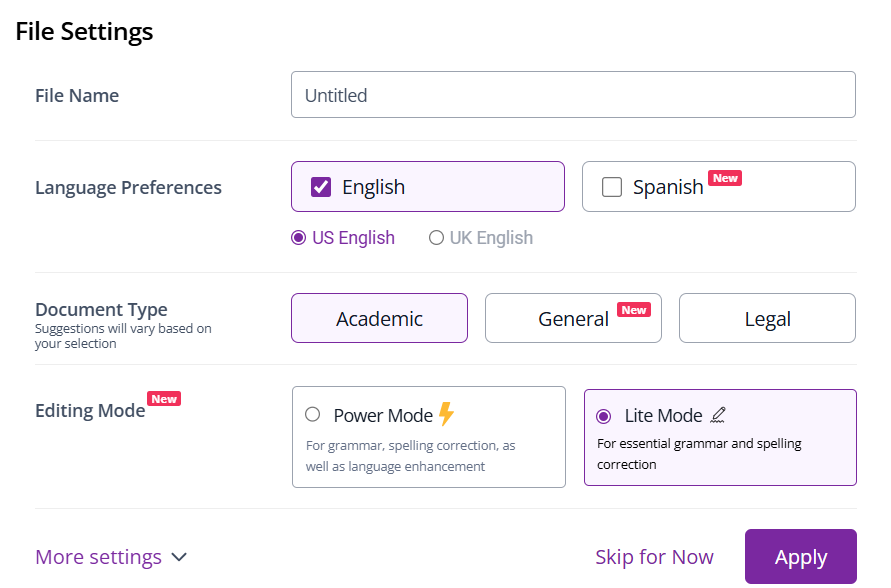 File Settings
File Name
Untitled
Language Preferences
English
Spanish New
US English
UK English
Document Type
Suggestions will vary based on
your selection
Academic
General New
Legal
Editing Mode New
Power Mode
For grammar, spelling correction, as
well as language enhancement
Lite Mode
For essential grammar and spelling
correction
More settings
Skip for Now
Apply